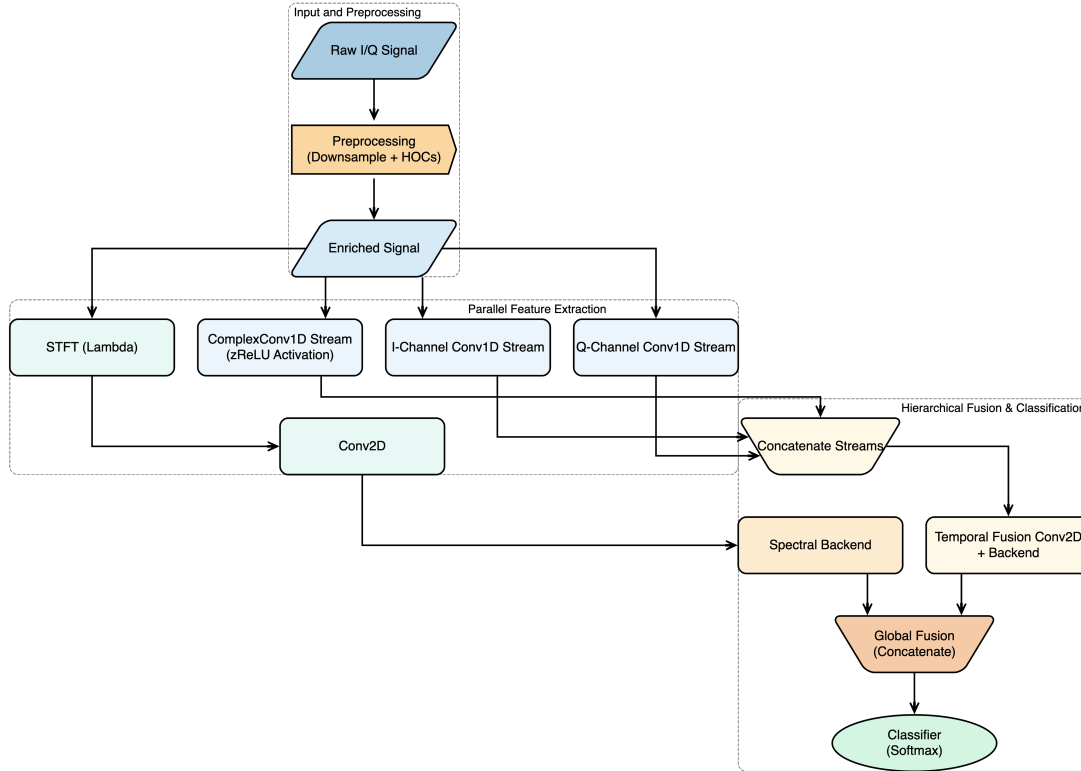 Input and Preprocessing
Raw I/Q Signal
Preprocessing
(Downsample + HOCs)
Enriched Signal
Parallel Feature Extraction
STFT (Lambda)
ComplexConv1D Stream
(zReLU Activation)
I-Channel Conv1D Stream
Q-Channel Conv1D Stream
Hierarchical Fusion & Classification
Conv2D
Concatenate Streams
Spectral Backend
Temporal Fusion Conv2D
+ Backend
Global Fusion
(Concatenate)
Classifier
(Softmax)